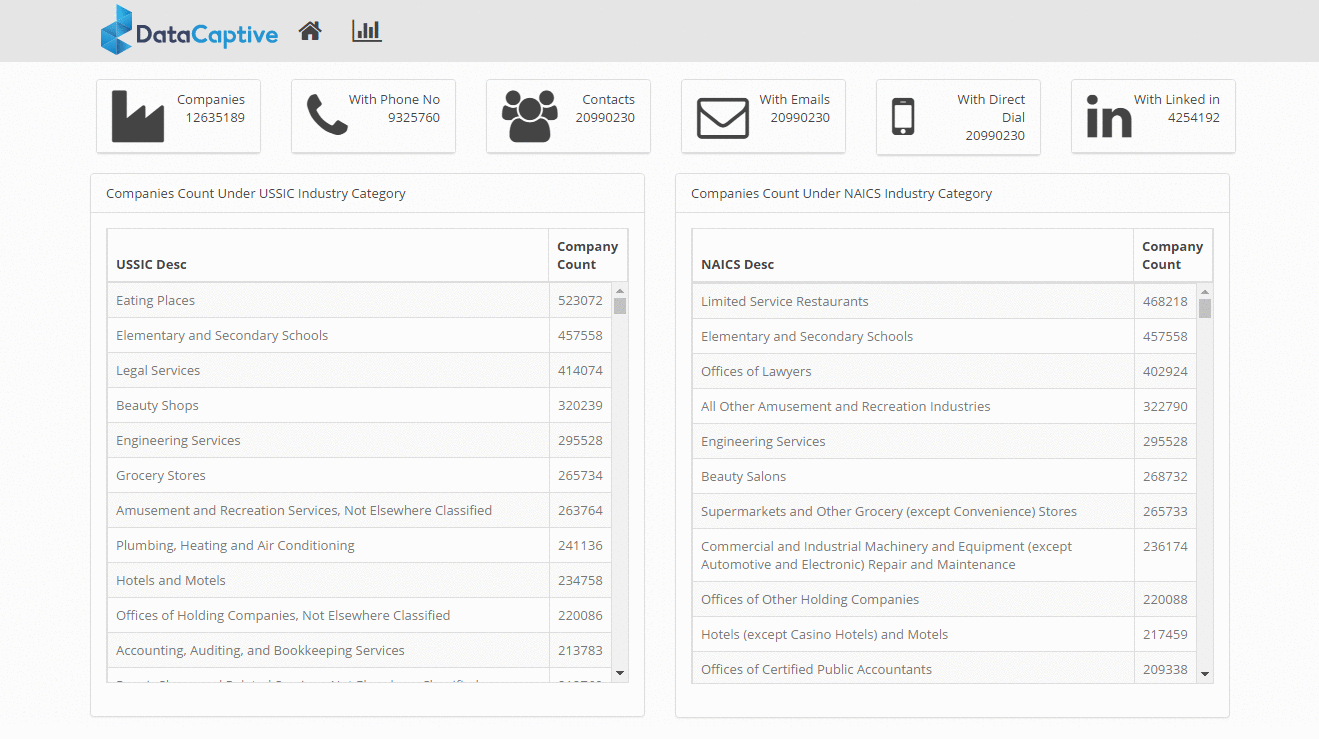 DataCaptive
Companies
12635189
With Phone No
9325760
Contacts
20990230
With Emails
20990230
With Direct
Dial
20990230
With Linked in
4254192
Companies Count Under USSIC Industry Category
USSIC Desc
Company
Count
Eating Places 523072
Elementary and Secondary Schools 457558
Legal Services 414074
Beauty Shops 320239
Engineering Services 295528
Grocery Stores 265734
Amusement and Recreation Services, Not Elsewhere Classified 263764
Plumbing, Heating and Air Conditioning 241136
Hotels and Motels 234758
Offices of Holding Companies, Not Elsewhere Classified 220086
Accounting, Auditing, and Bookkeeping Services 213783
Companies Count Under NAICS Industry Category
NAICS Desc
Company
Count
Limited Service Restaurants 468218
Elementary and Secondary Schools 457558
Offices of Lawyers 402924
All Other Amusement and Recreation Industries 322790
Engineering Services 295528
Beauty Salons 268732
Supermarkets and Other Grocery (except Convenience) Stores 265733
Commercial and Industrial Machinery and Equipment (except 236174
Automotive and Electronic) Repair and Maintenance
Offices of Other Holding Companies 220088
Hotels (except Casino Hotels) and Motels 217459
Offices of Certified Public Accountants 209338